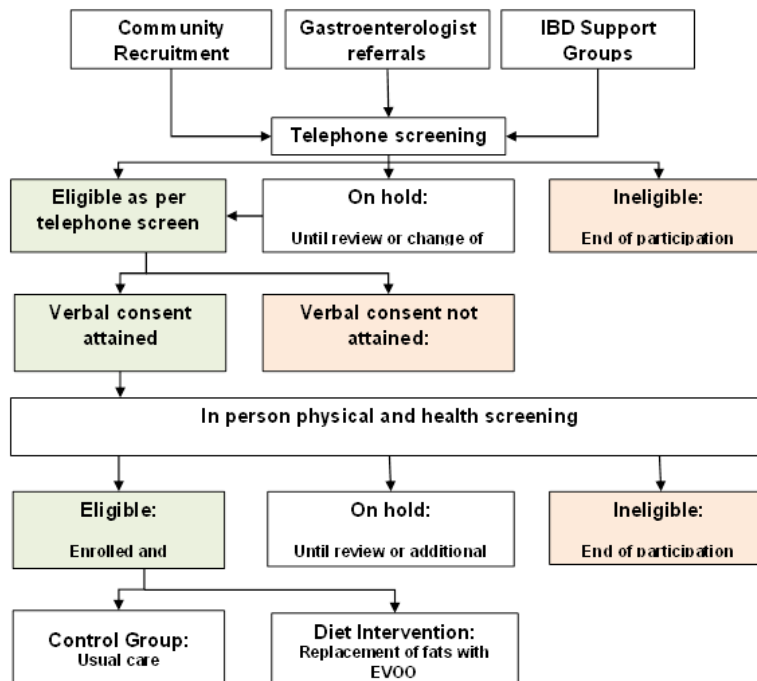 Community
Recruitment
Gastroenterologist
referrals
IBD Support
Groups
Telephone screening
Eligible as per
telephone screen
On hold:
Until review or change of
Ineligible:
End of participation
Verbal consent
attained
Verbal consent not
attained:
In person physical and health screening
Eligible:
Enrolled and
On hold:
Until review or additional
Ineligible:
End of participation
Control Group:
Usual care
Diet Intervention:
Replacement of fats with
EVOO